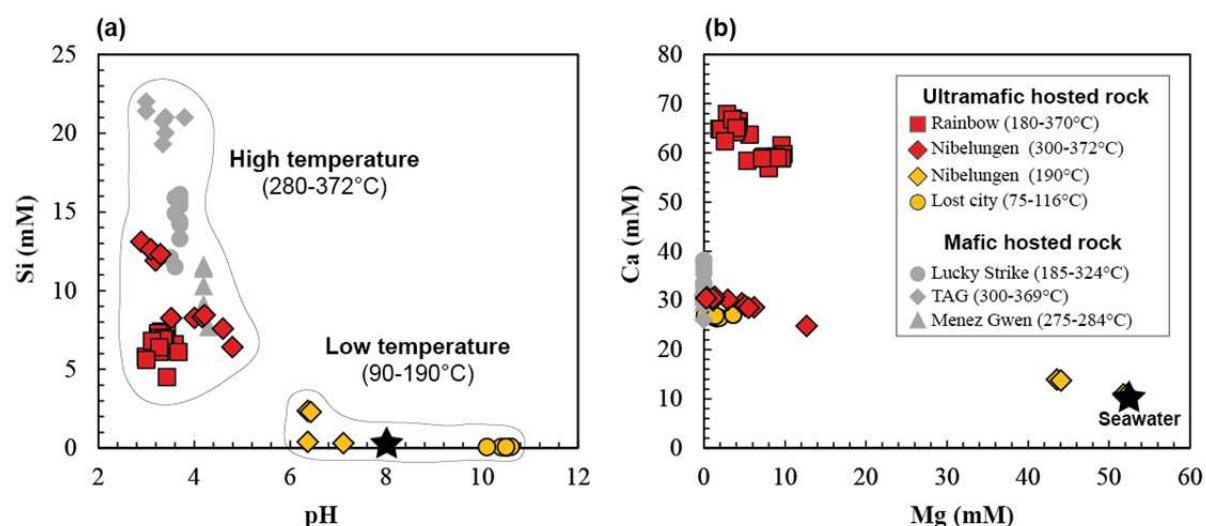 (a)
25
20
15
10
5
0
Si (mM)
High temperature
(280-372°C)
Low temperature
(90-190°C)
2 4 6 8 10 12
pH
(b)
80
70
60
50
40
30
20
10
0
Ca (mM)
Ultramafic hosted rock
Rainbow (180-370°C)
Nibelungen (300-372°C)
Nibelungen (190°C)
Lost city (75-116°C)
Mafic hosted rock
Lucky Strike (185-324°C)
TAG (300-369°C)
Menez Gwen (275-284°C)
Seawater
0 10 20 30 40 50 60
Mg (mM)